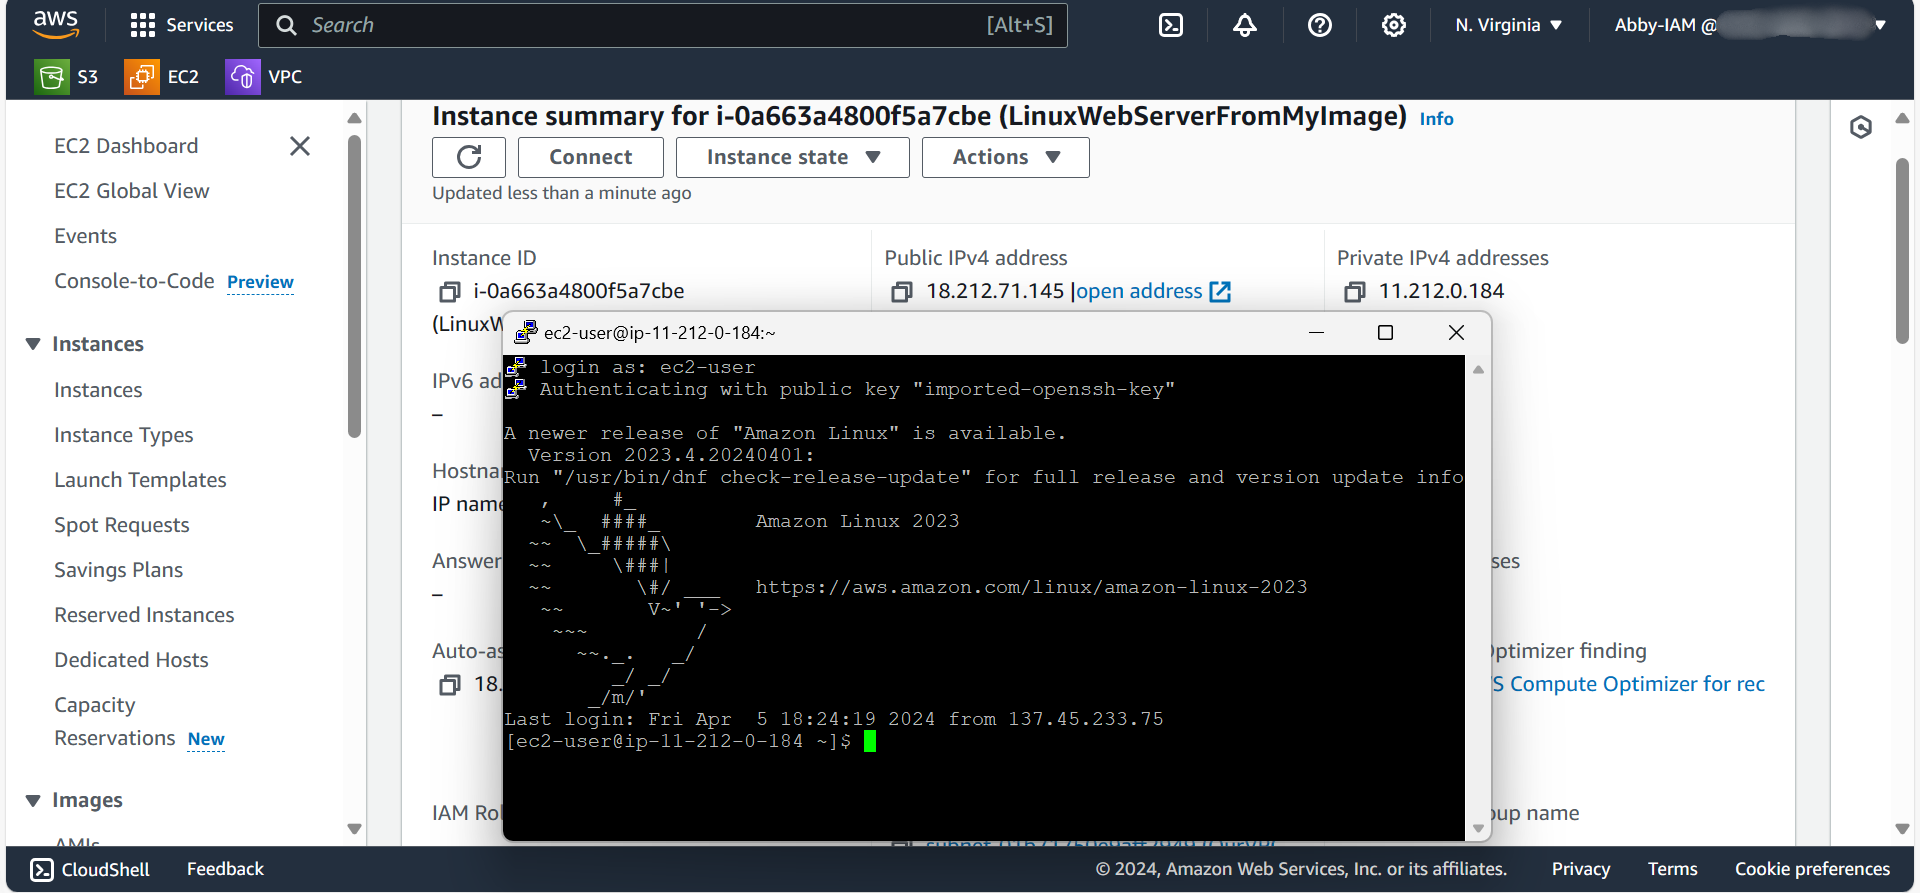 aws
Services
Search
[Alt+S]
N. Virginia
Abby-IAM @
S3
EC2
VPC
EC2 Dashboard
EC2 Global View
Events
Console-to-Code Preview
Instances
Instances
Instance Types
Launch Templates
Spot Requests
Savings Plans
Reserved Instances
Dedicated Hosts
Capacity
Reservations New
Images
AMIs
Instance summary for i-0a663a4800f5a7cbe (LinuxWebServerFromMyImage) Info
Connect
Instance state
Actions
Updated less than a minute ago
Instance ID
i-0a663a4800f5a7cbe
(LinuxW
Public IPv4 address
18.212.71.145 |open address
Private IPv4 addresses
11.212.0.184
IPv6 ad
–
Hostna
IP name
Answer
–
Auto-as
18.
IAM Rol
ses
Optimizer finding
S Compute Optimizer for rec
oup name
ec2-user@ip-11-212-0-184:~
login as: ec2-user
Authenticating with public key "imported-openssh-key"
A newer release of "Amazon Linux" is available.
  Version 2023.4.20240401:
Run "/usr/bin/dnf check-release-update" for full release and version update info
   ,     #_
   ~\_  ####_        Amazon Linux 2023
  ~~  \_#####\
  ~~     \###|
  ~~       \#/ ___   https://aws.amazon.com/linux/amazon-linux-2023
   ~~       V~' '->
    ~~~         /
      ~~._.   _/
         _/ _/
       _/m/'
Last login: Fri Apr  5 18:24:19 2024 from 137.45.233.75
[ec2-user@ip-11-212-0-184 ~]$
CloudShell
Feedback
© 2024, Amazon Web Services, Inc. or its affiliates.
Privacy
Terms
Cookie preferences